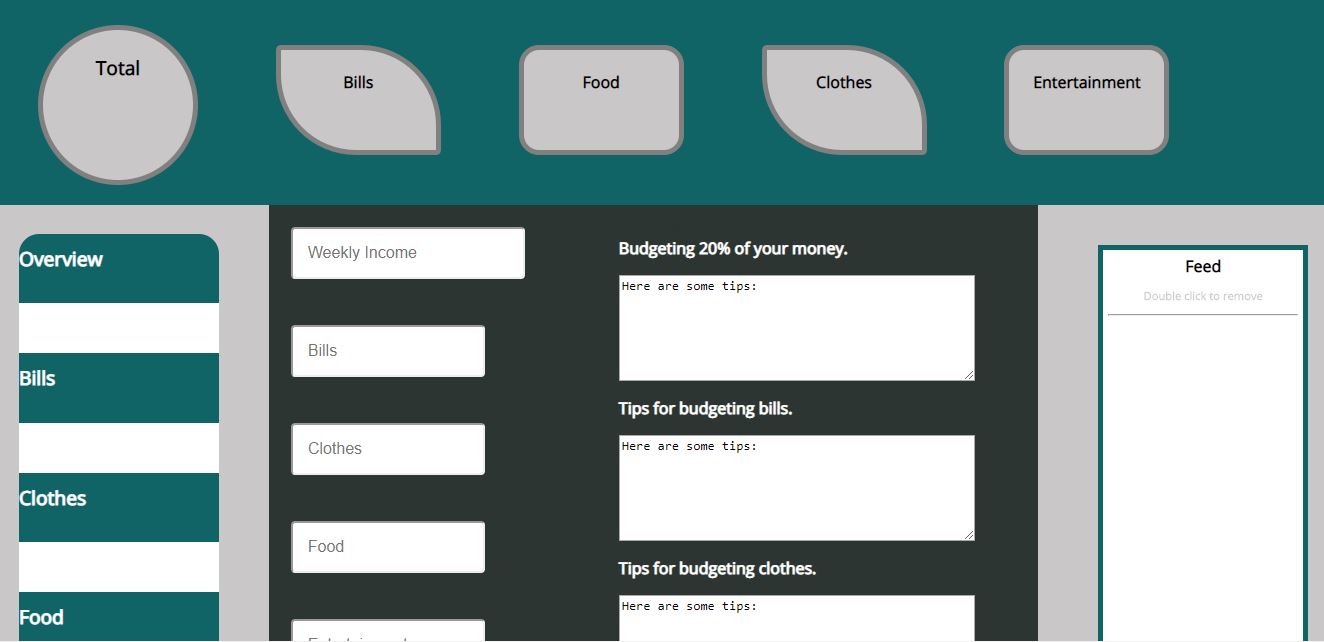 Total
Bills
Food
Clothes
Entertainment
Overview
Bills
Clothes
Food
Weekly Income
Bills
Clothes
Food
Budgeting 20% of your money.
Here are some tips:
Tips for budgeting bills.
Here are some tips:
Tips for budgeting clothes.
Here are some tips:
Feed
Double click to remove